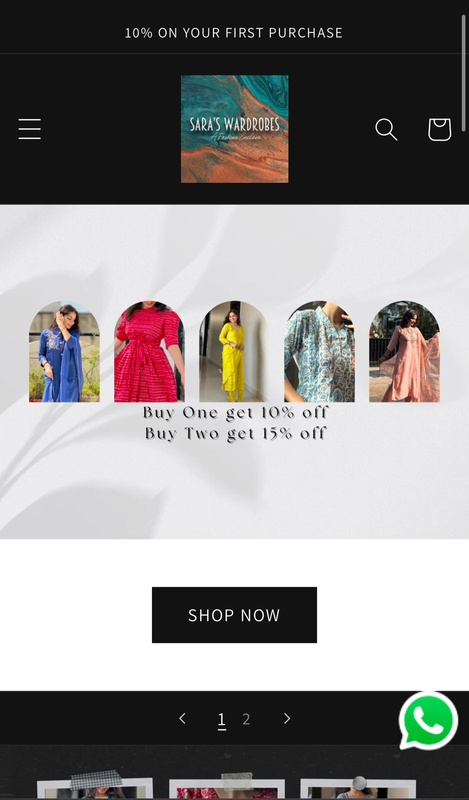 10% ON YOUR FIRST PURCHASE
SARA'S WARDROBES
A Fashion Enclave
Buy One get 10% off
Buy Two get 15% off
SHOP NOW
1 2